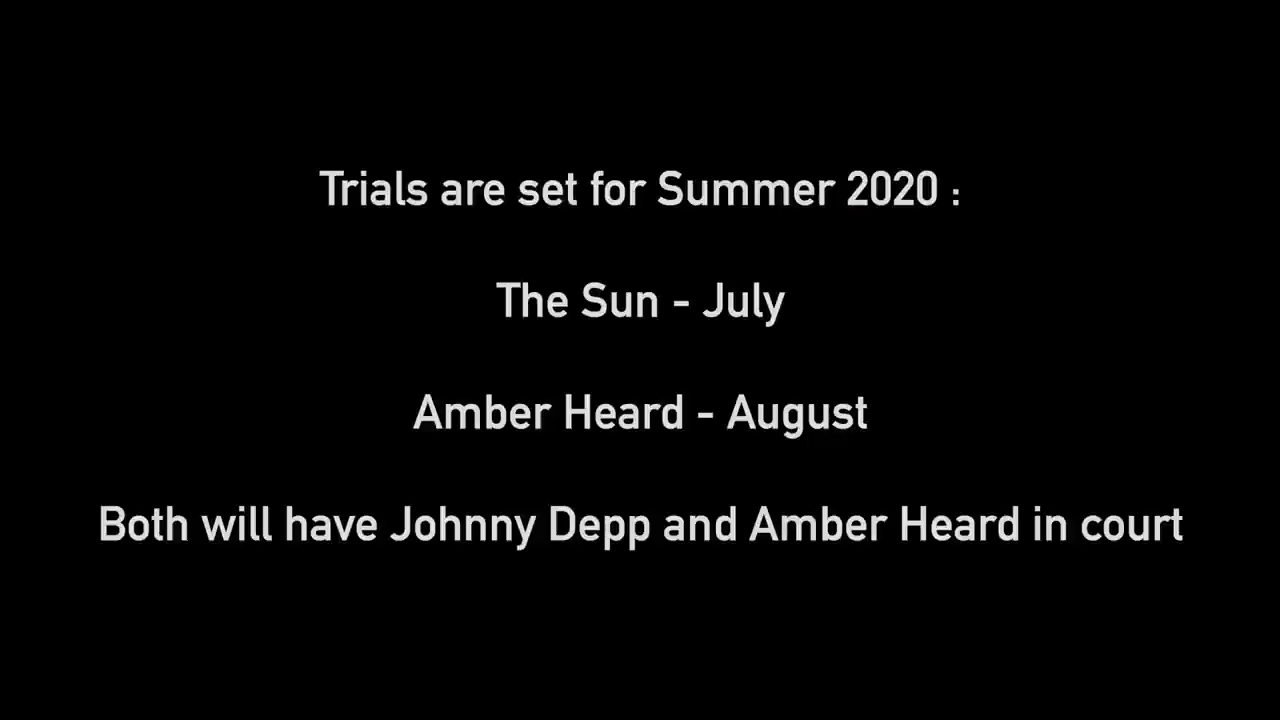 Trials are set for Summer 2020 :
The Sun - July
Amber Heard - August
Both will have Johnny Depp and Amber Heard in court